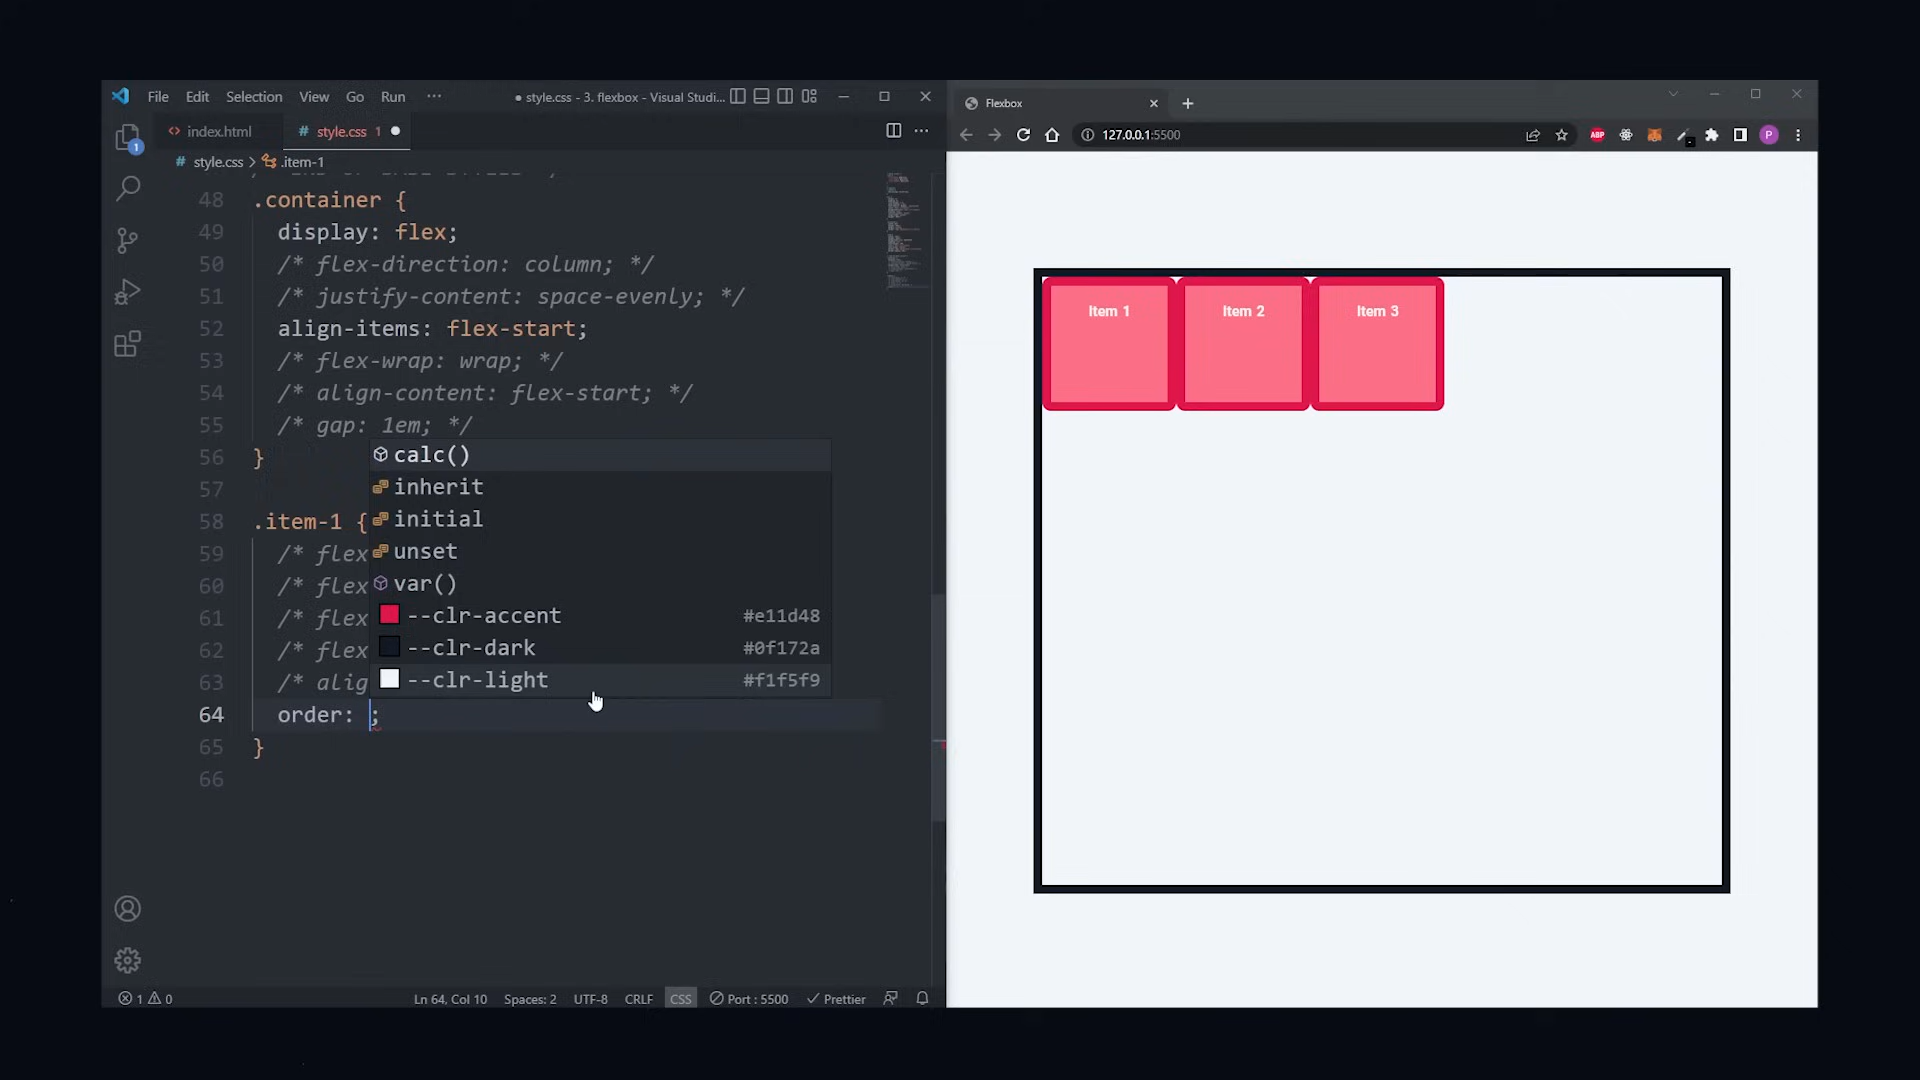 File Edit Selection View Go Run ··· ● style.css - 3. flexbox - Visual Studi...
index.html # style.css 1 ●
# style.css > .item-1
48 .container {
49 display: flex;
50 /* flex-direction: column; */
51 /* justify-content: space-evenly; */
52 align-items: flex-start;
53 /* flex-wrap: wrap; */
54 /* align-content: flex-start; */
55 /* gap: 1em; */
56 }
57
58 .item-1 {
59 /* flex
60 /* flex
61 /* flex
62 /* flex
63 /* alig
64 order: ;
65 }
66
calc()
inherit
initial
unset
var()
--clr-accent #e11d48
--clr-dark #0f172a
--clr-light #f1f5f9
1
1 0 Ln 64, Col 10 Spaces: 2 UTF-8 CRLF CSS Port : 5500 Prettier
Flexbox
127.0.0.1:5500
ABP
P
Item 1 Item 2 Item 3